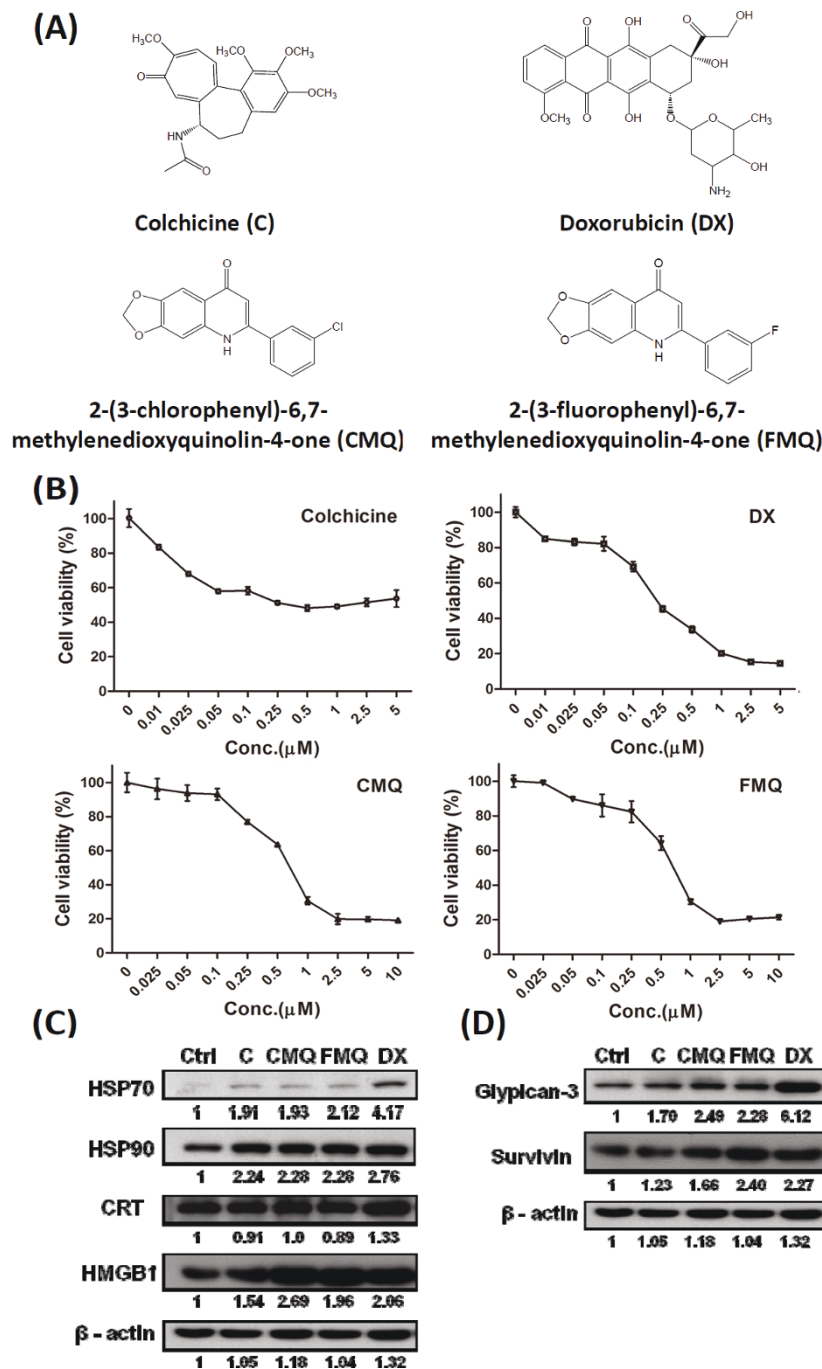 (A)
CH₃O
O
H₃CO
OCH₃
OCH₃
HN
O
Colchicine (C)
O
OH
O
OH
OH
OCH₃
O
OH
O
O
CH₃
OH
NH₂
Doxorubicin (DX)
O
O
O
N
H
Cl
2-(3-chlorophenyl)-6,7-
methylenedioxyquinolin-4-one (CMQ)
O
O
O
N
H
F
2-(3-fluorophenyl)-6,7-
methylenedioxyquinolin-4-one (FMQ)
(B)
Colchicine
Cell viability (%)
100
80
60
40
20
0
0 0.01 0.025 0.05 0.1 0.25 0.5 1 2.5 5
Conc.(μM)
DX
Cell viability (%)
100
80
60
40
20
0
0 0.01 0.025 0.05 0.1 0.25 0.5 1 2.5 5
Conc.(μM)
CMQ
Cell viability (%)
100
80
60
40
20
0
0 0.025 0.05 0.1 0.25 0.5 1 2.5 5 10
Conc.(μM)
FMQ
Cell viability (%)
100
80
60
40
20
0
0 0.025 0.05 0.1 0.25 0.5 1 2.5 5 10
Conc.(μM)
(C)
Ctrl C CMQ FMQ DX
HSP70
1 1.91 1.93 2.12 4.17
HSP90
1 2.24 2.28 2.28 2.76
CRT
1 0.91 1.0 0.89 1.33
HMGB1
1 1.54 2.69 1.96 2.06
β - actin
1 1.05 1.18 1.04 1.32
(D)
Ctrl C CMQ FMQ DX
Glypican-3
1 1.70 2.49 2.28 6.12
Survivin
1 1.23 1.66 2.40 2.27
β - actin
1 1.05 1.18 1.04 1.32